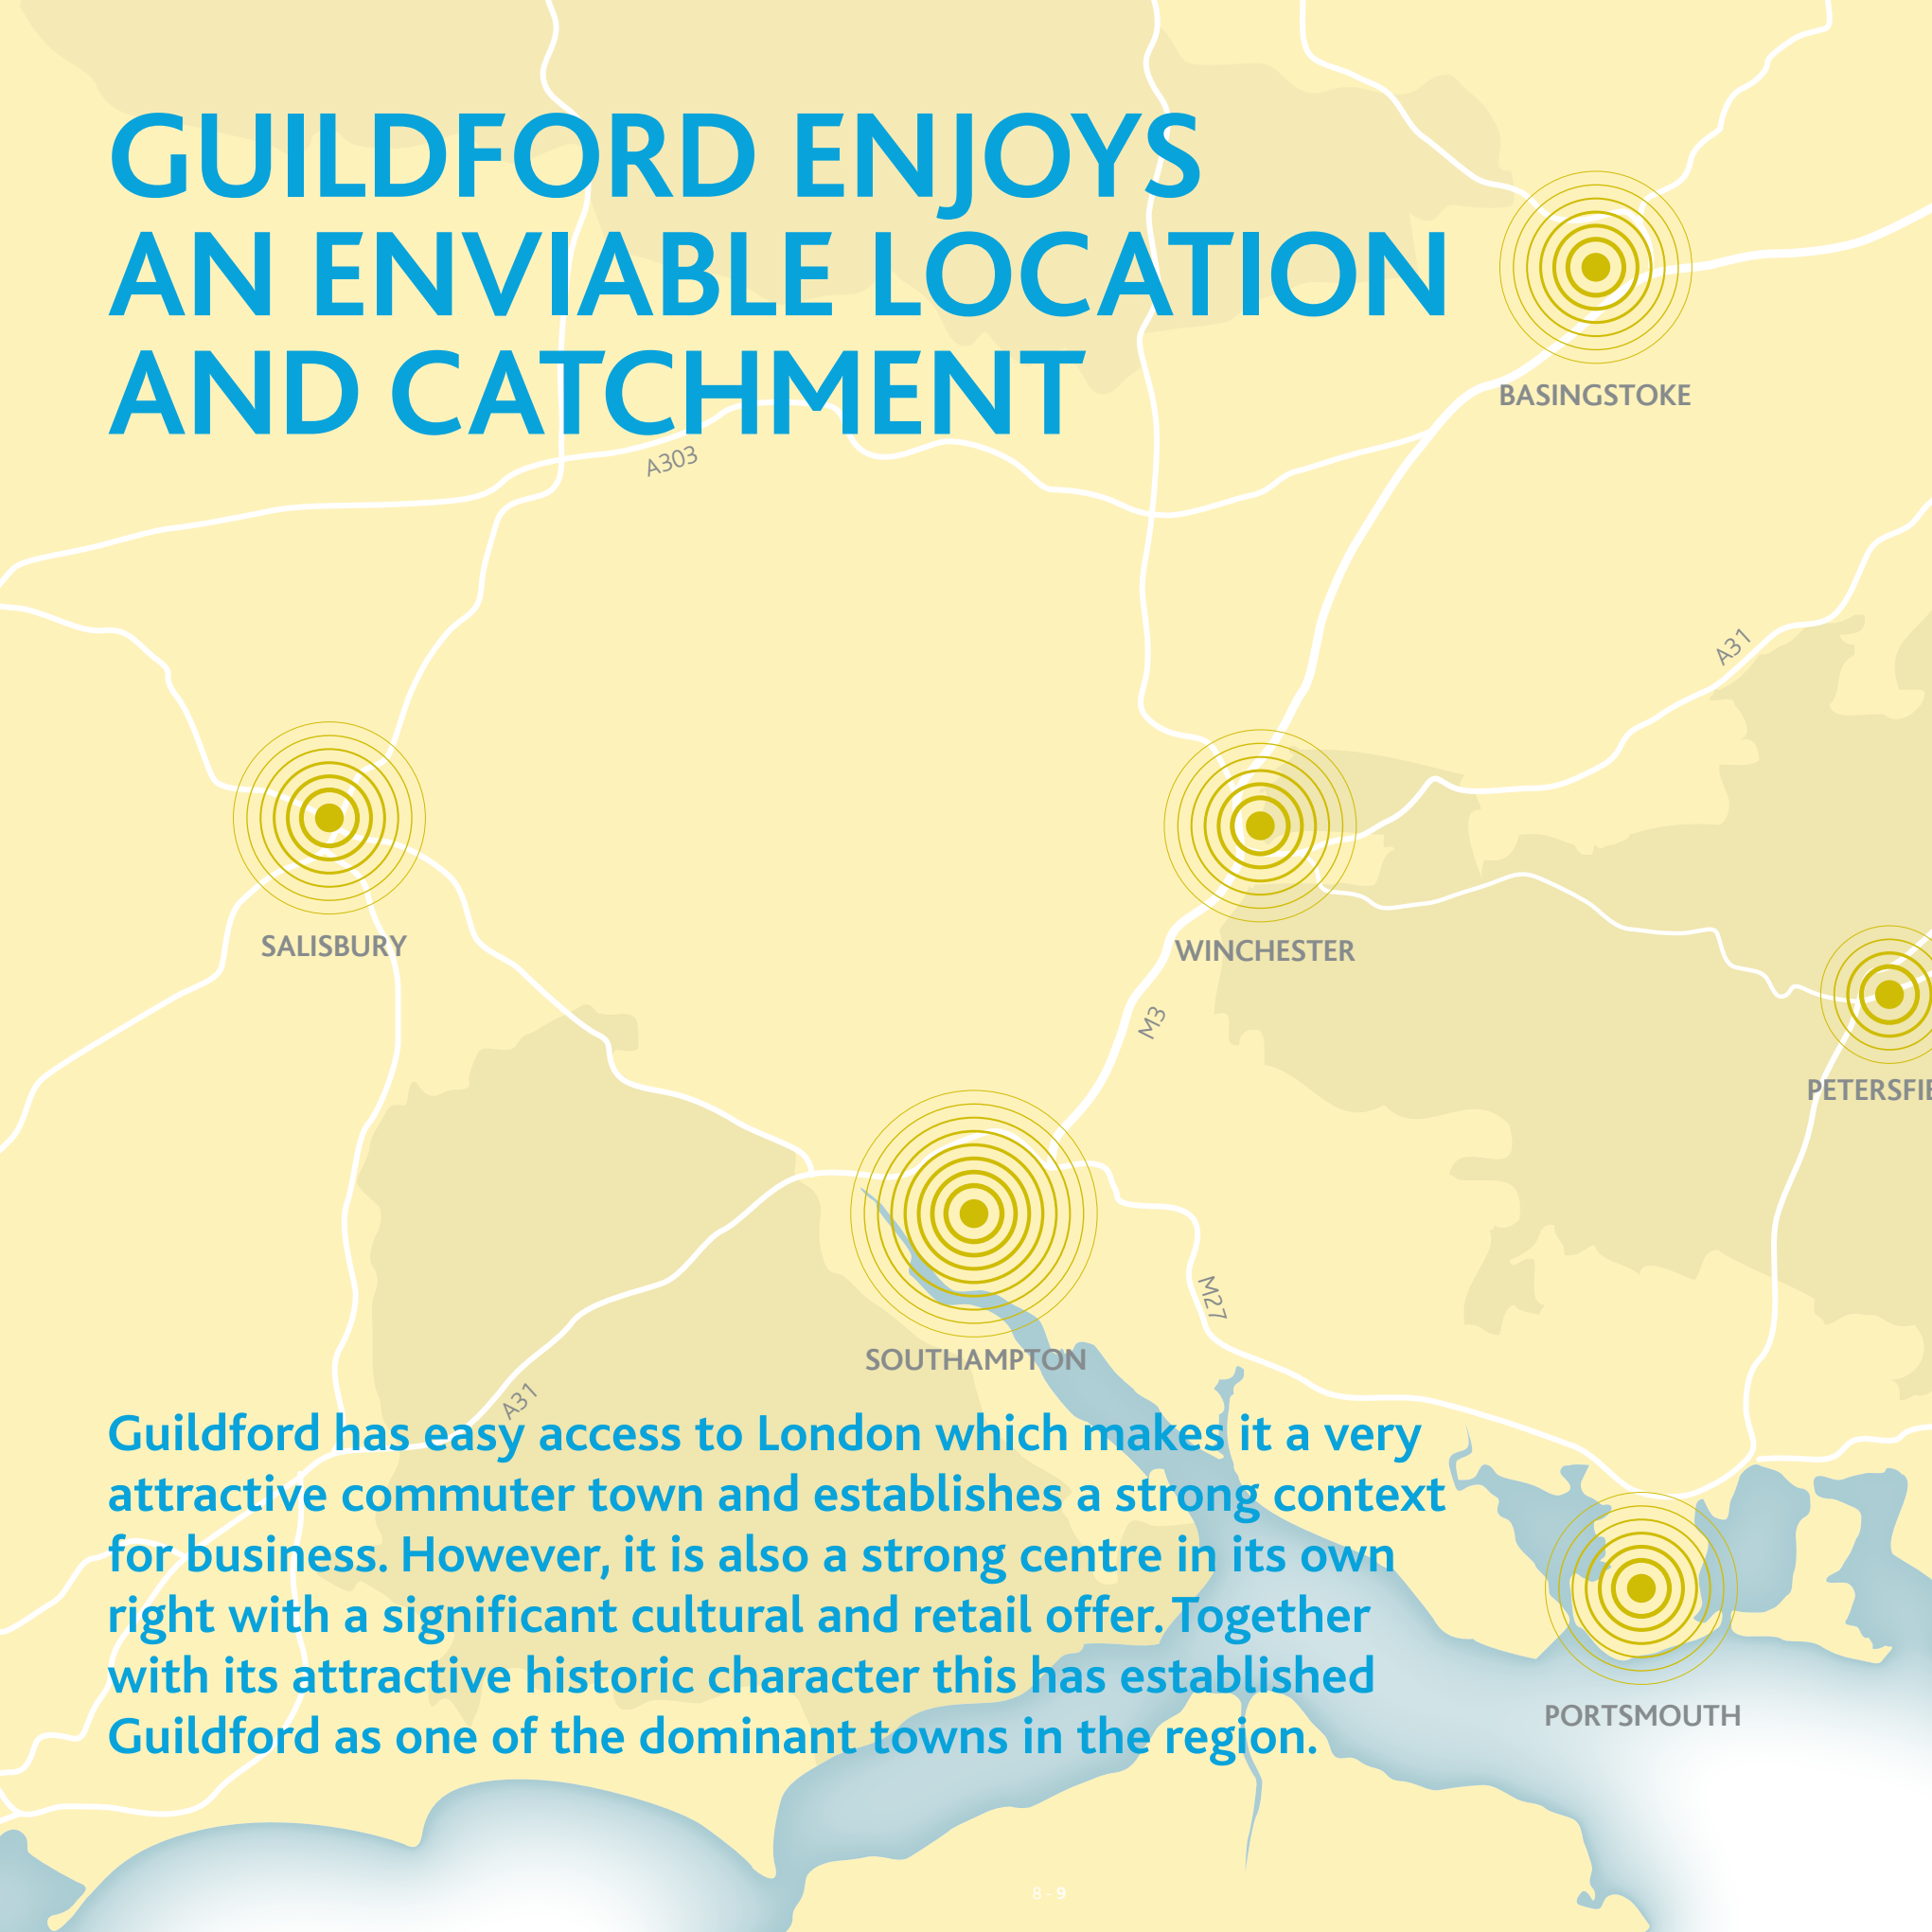 GUILDFORD ENJOYS
AN ENVIABLE LOCATION
AND CATCHMENT
BASINGSTOKE
A303
A31
SALISBURY
WINCHESTER
M3
PETERSFIE
M27
SOUTHAMPTON
A31
Guildford has easy access to London which makes it a very
attractive commuter town and establishes a strong context
for business. However, it is also a strong centre in its own
right with a significant cultural and retail offer. Together
with its attractive historic character this has established
Guildford as one of the dominant towns in the region.
PORTSMOUTH
8 - 9